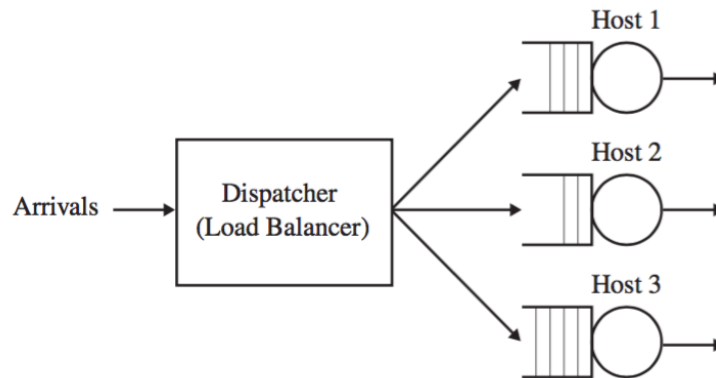 Host 1
Host 2
Arrivals
Dispatcher
(Load Balancer)
Host 3